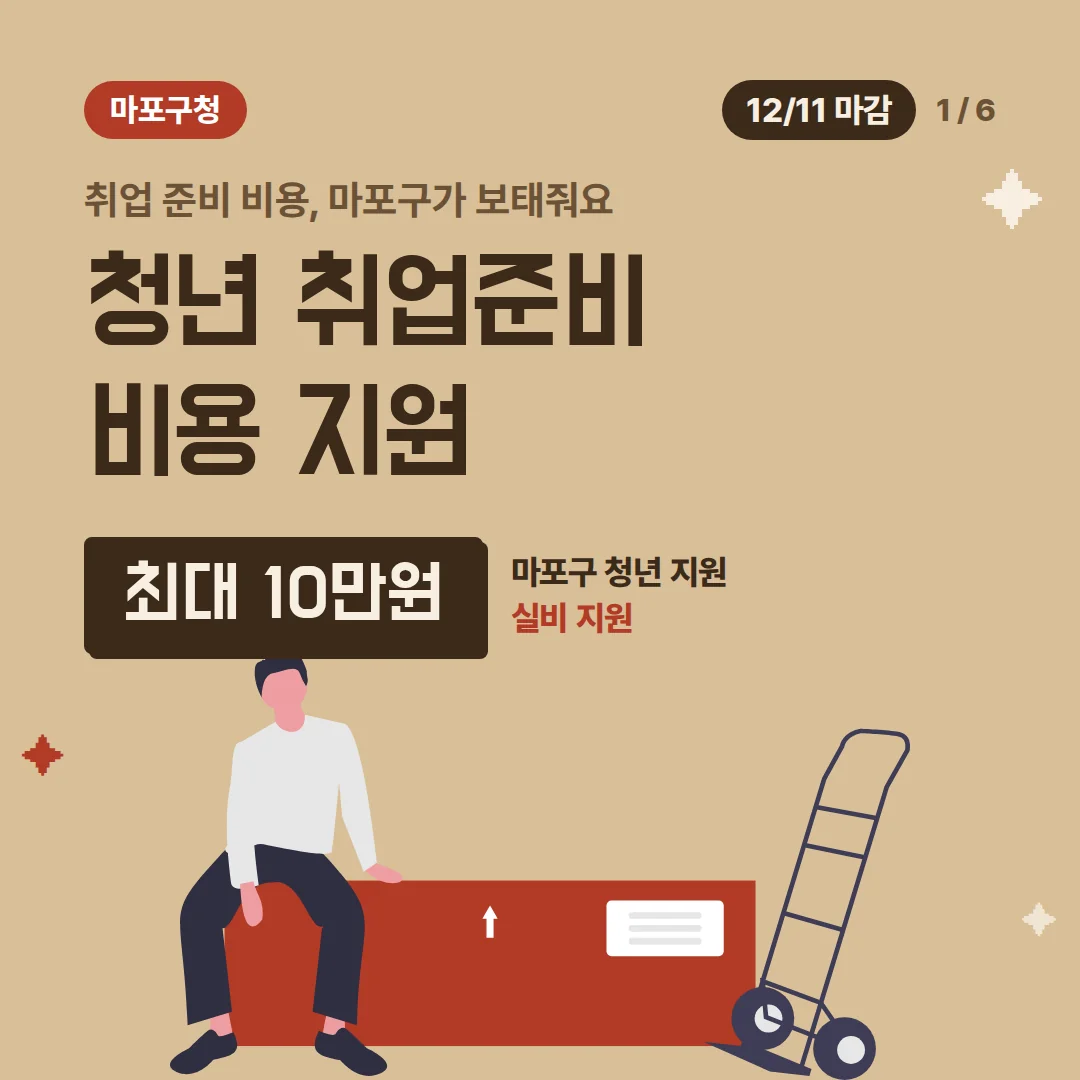 마포구청
12/11 마감
1 / 6
취업 준비 비용, 마포구가 보태줘요
청년 취업준비
비용 지원
최대 10만원
마포구 청년 지원
실비 지원